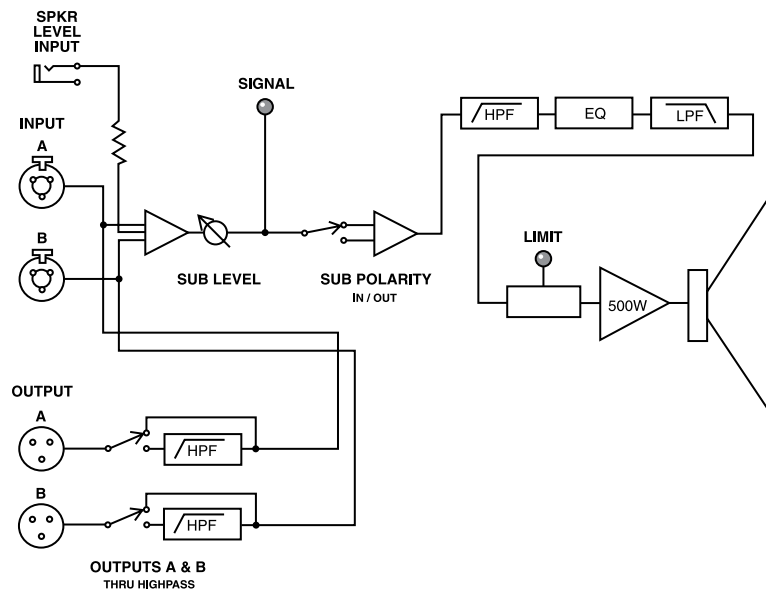 SPKR
LEVEL
INPUT
SIGNAL
INPUT
A
B
HPF
EQ
LPF
SUB LEVEL
SUB POLARITY
IN / OUT
LIMIT
500W
OUTPUT
A
HPF
B
HPF
OUTPUTS A & B
THRU HIGHPASS